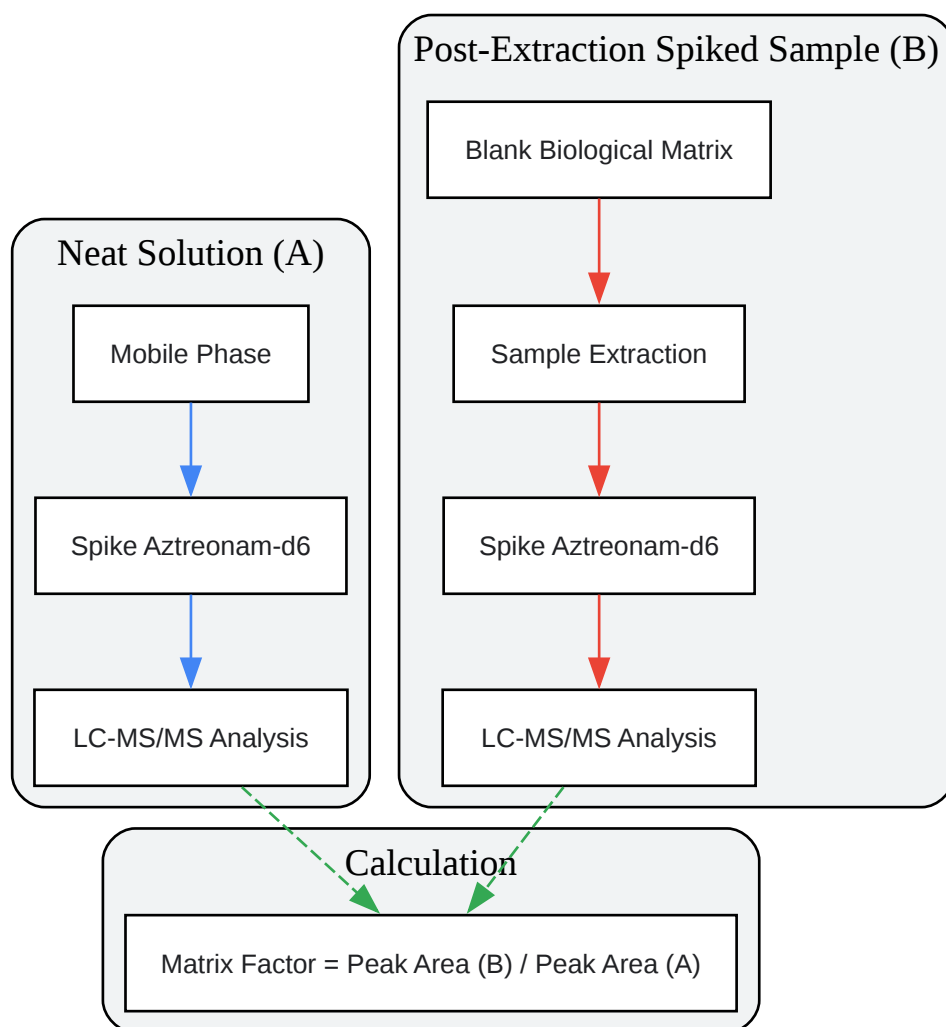 Post-Extraction Spiked Sample (B)
Blank Biological Matrix
Sample Extraction
Spike Aztreonam-d6
LC-MS/MS Analysis
Neat Solution (A)
Mobile Phase
Spike Aztreonam-d6
LC-MS/MS Analysis
Calculation
Matrix Factor = Peak Area (B) / Peak Area (A)